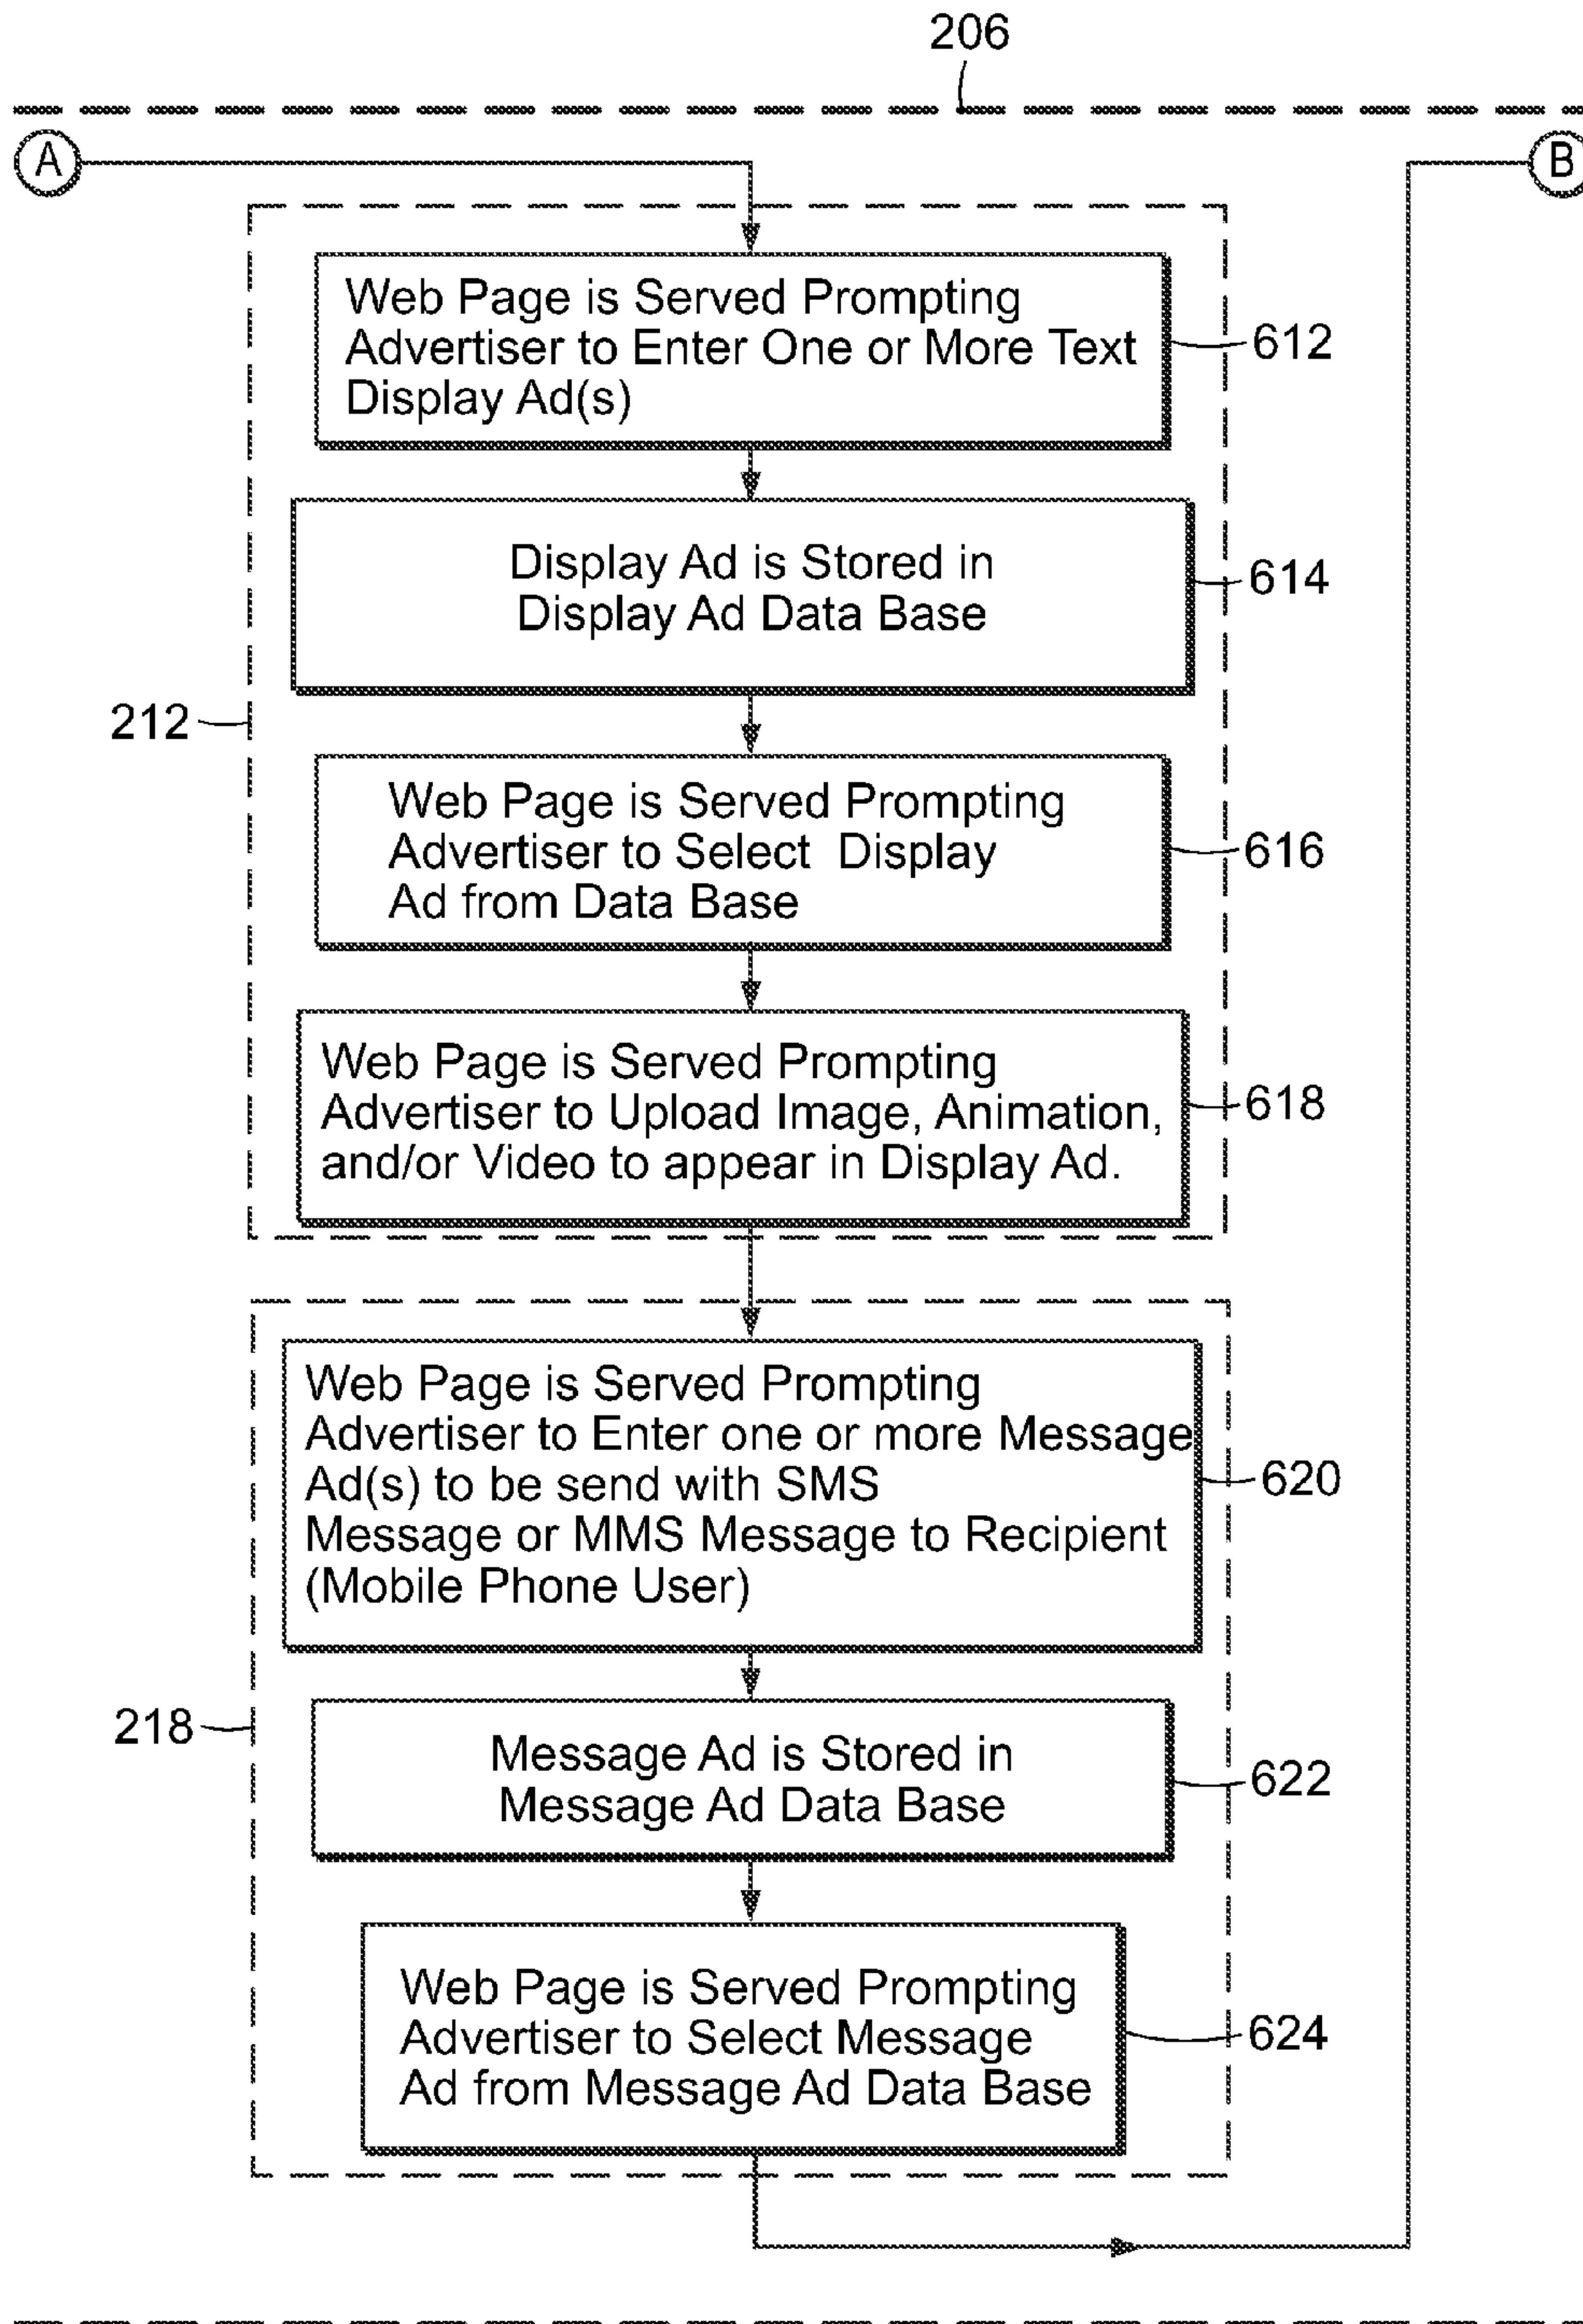 206
A
B
Web Page is Served Prompting
Advertiser to Enter One or More Text
Display Ad(s)
612
Display Ad is Stored in
Display Ad Data Base
614
212
Web Page is Served Prompting
Advertiser to Select Display
Ad from Data Base
616
Web Page is Served Prompting
Advertiser to Upload Image, Animation,
and/or Video to appear in Display Ad.
618
Web Page is Served Prompting
Advertiser to Enter one or more Message
Ad(s) to be send with SMS
Message or MMS Message to Recipient
(Mobile Phone User)
620
218
Message Ad is Stored in
Message Ad Data Base
622
Web Page is Served Prompting
Advertiser to Select Message
Ad from Message Ad Data Base
624